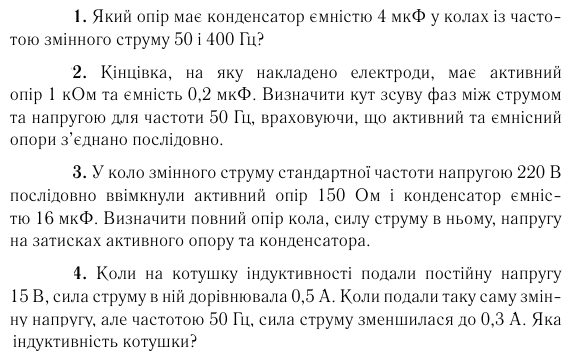 1. Який опір має конденсатор ємністю 4 мкФ у колах із часто-
тою змінного струму 50 і 400 Гц?
2. Кінцівка, на яку накладено електроди, має активний
опір 1 кОм та ємність 0,2 мкФ. Визначити кут зсуву фаз між струмом
та напругою для частоти 50 Гц, враховуючи, що активний та ємнісний
опори з’єднано послідовно.
3. У коло змінного струму стандартної частоти напругою 220 В
послідовно ввімкнули активний опір 150 Ом і конденсатор ємніс-
тю 16 мкФ. Визначити повний опір кола, силу струму в ньому, напругу
на затисках активного опору та конденсатора.
4. Коли на котушку індуктивності подали постійну напругу
15 В, сила струму в ній дорівнювала 0,5 А. Коли подали таку саму змін-
ну напругу, але частотою 50 Гц, сила струму зменшилася до 0,3 А. Яка
індуктивність котушки?